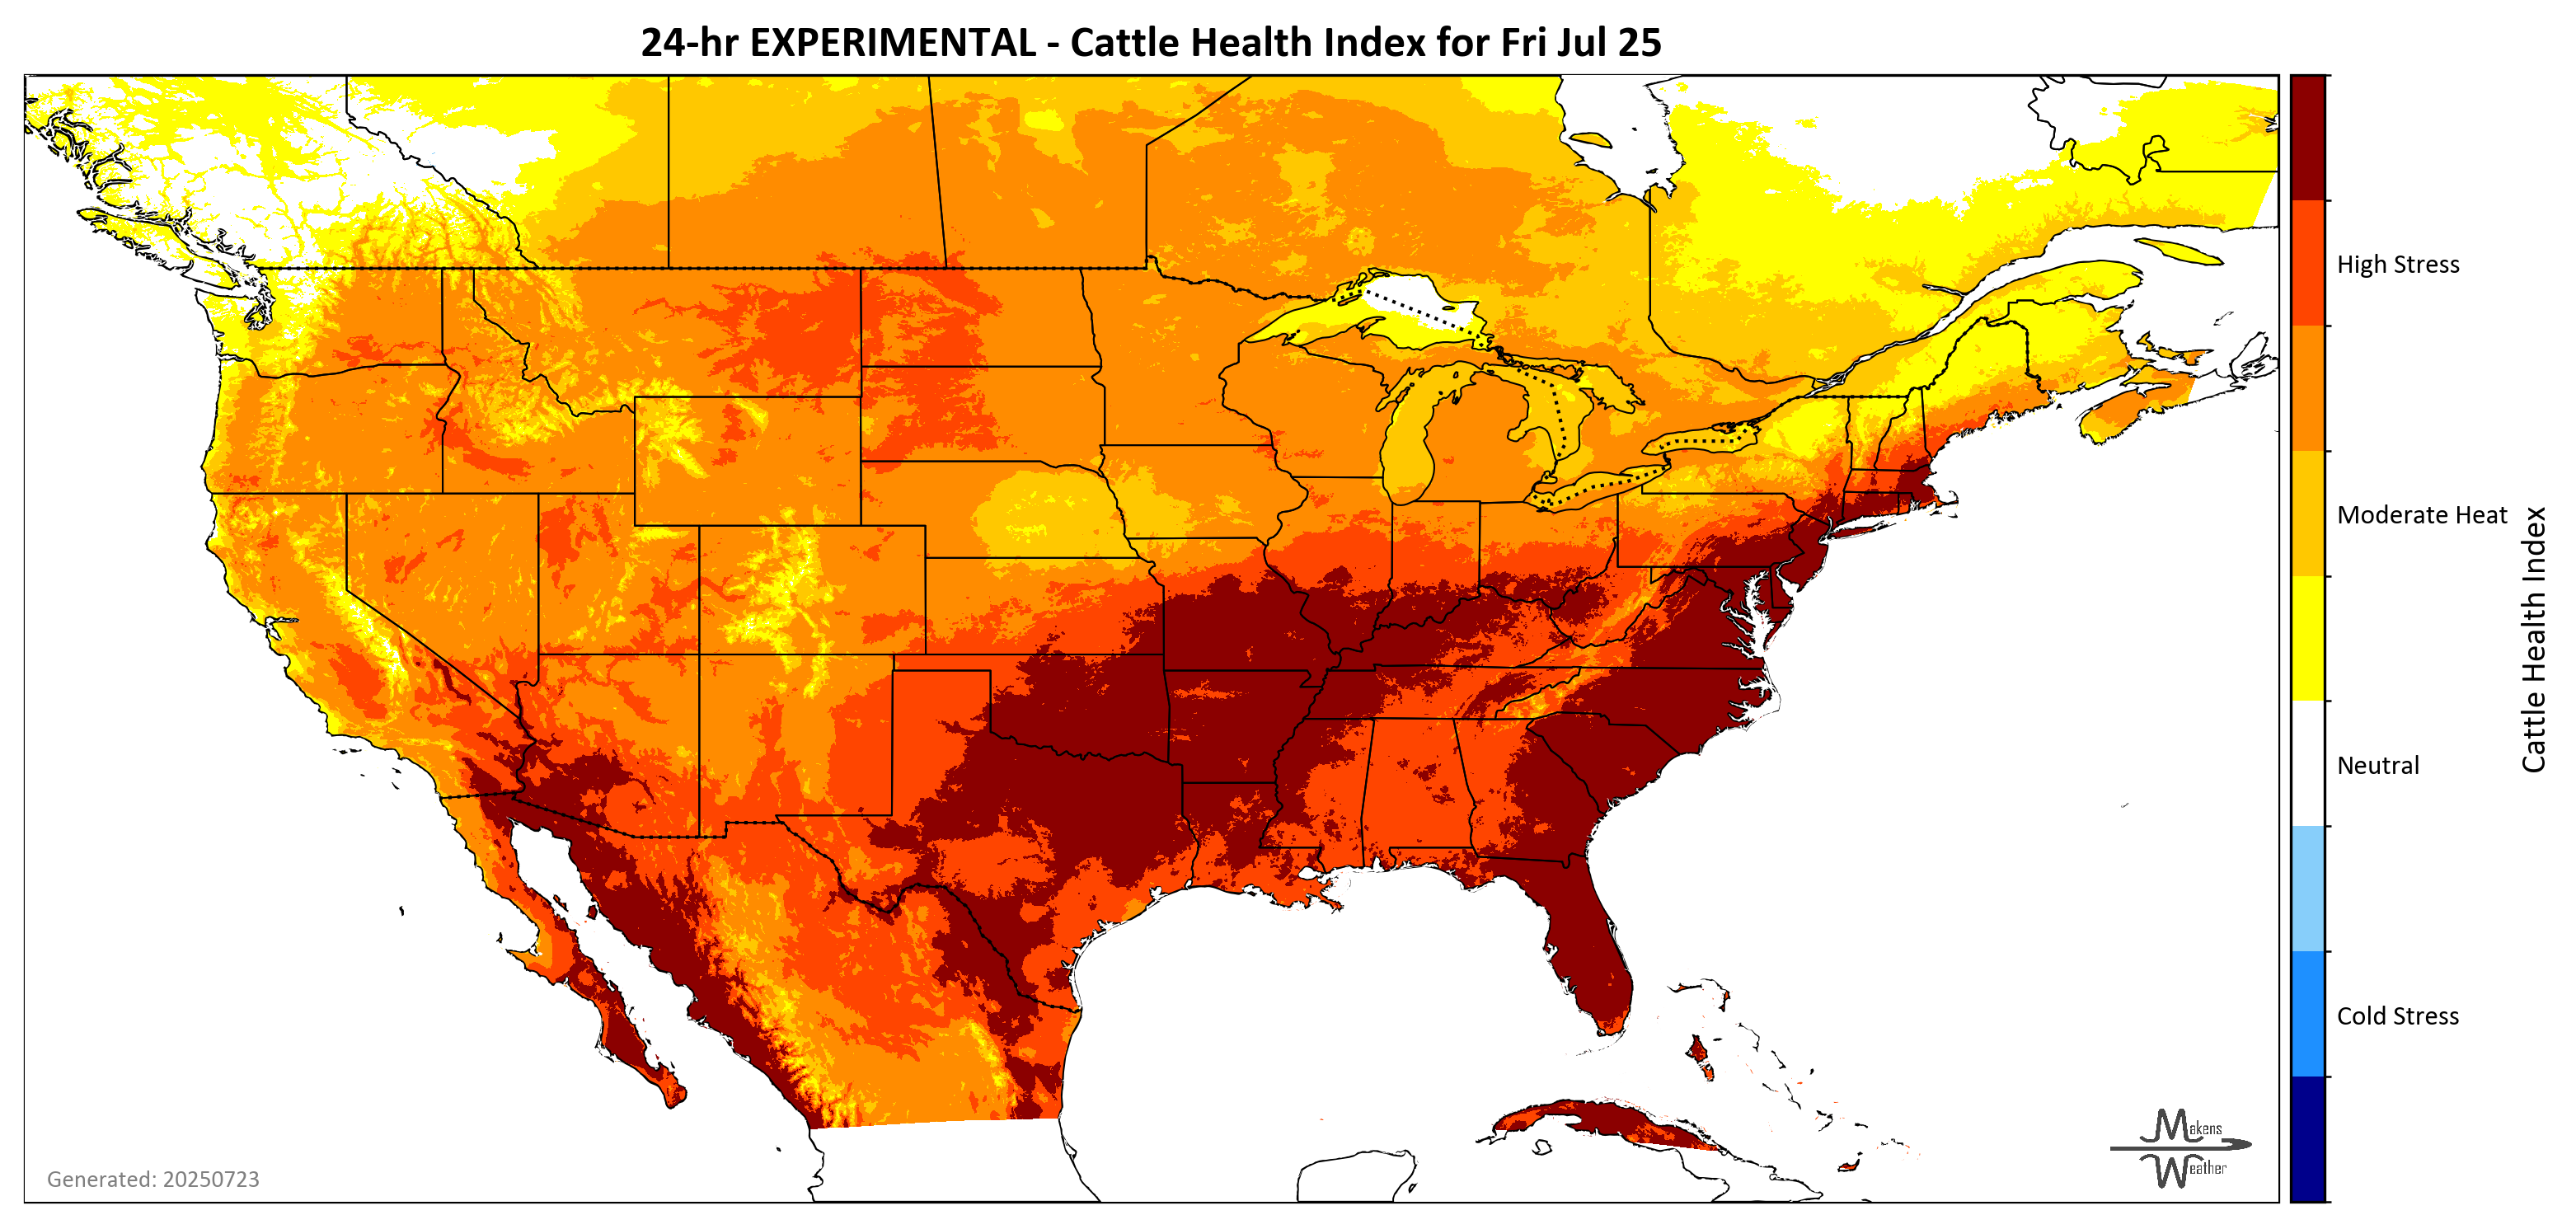 24-hr EXPERIMENTAL - Cattle Health Index for Fri Jul 25
High Stress
Moderate Heat
Neutral
Cold Stress
Cattle Health Index
Makens
Weather
Generated: 20250723